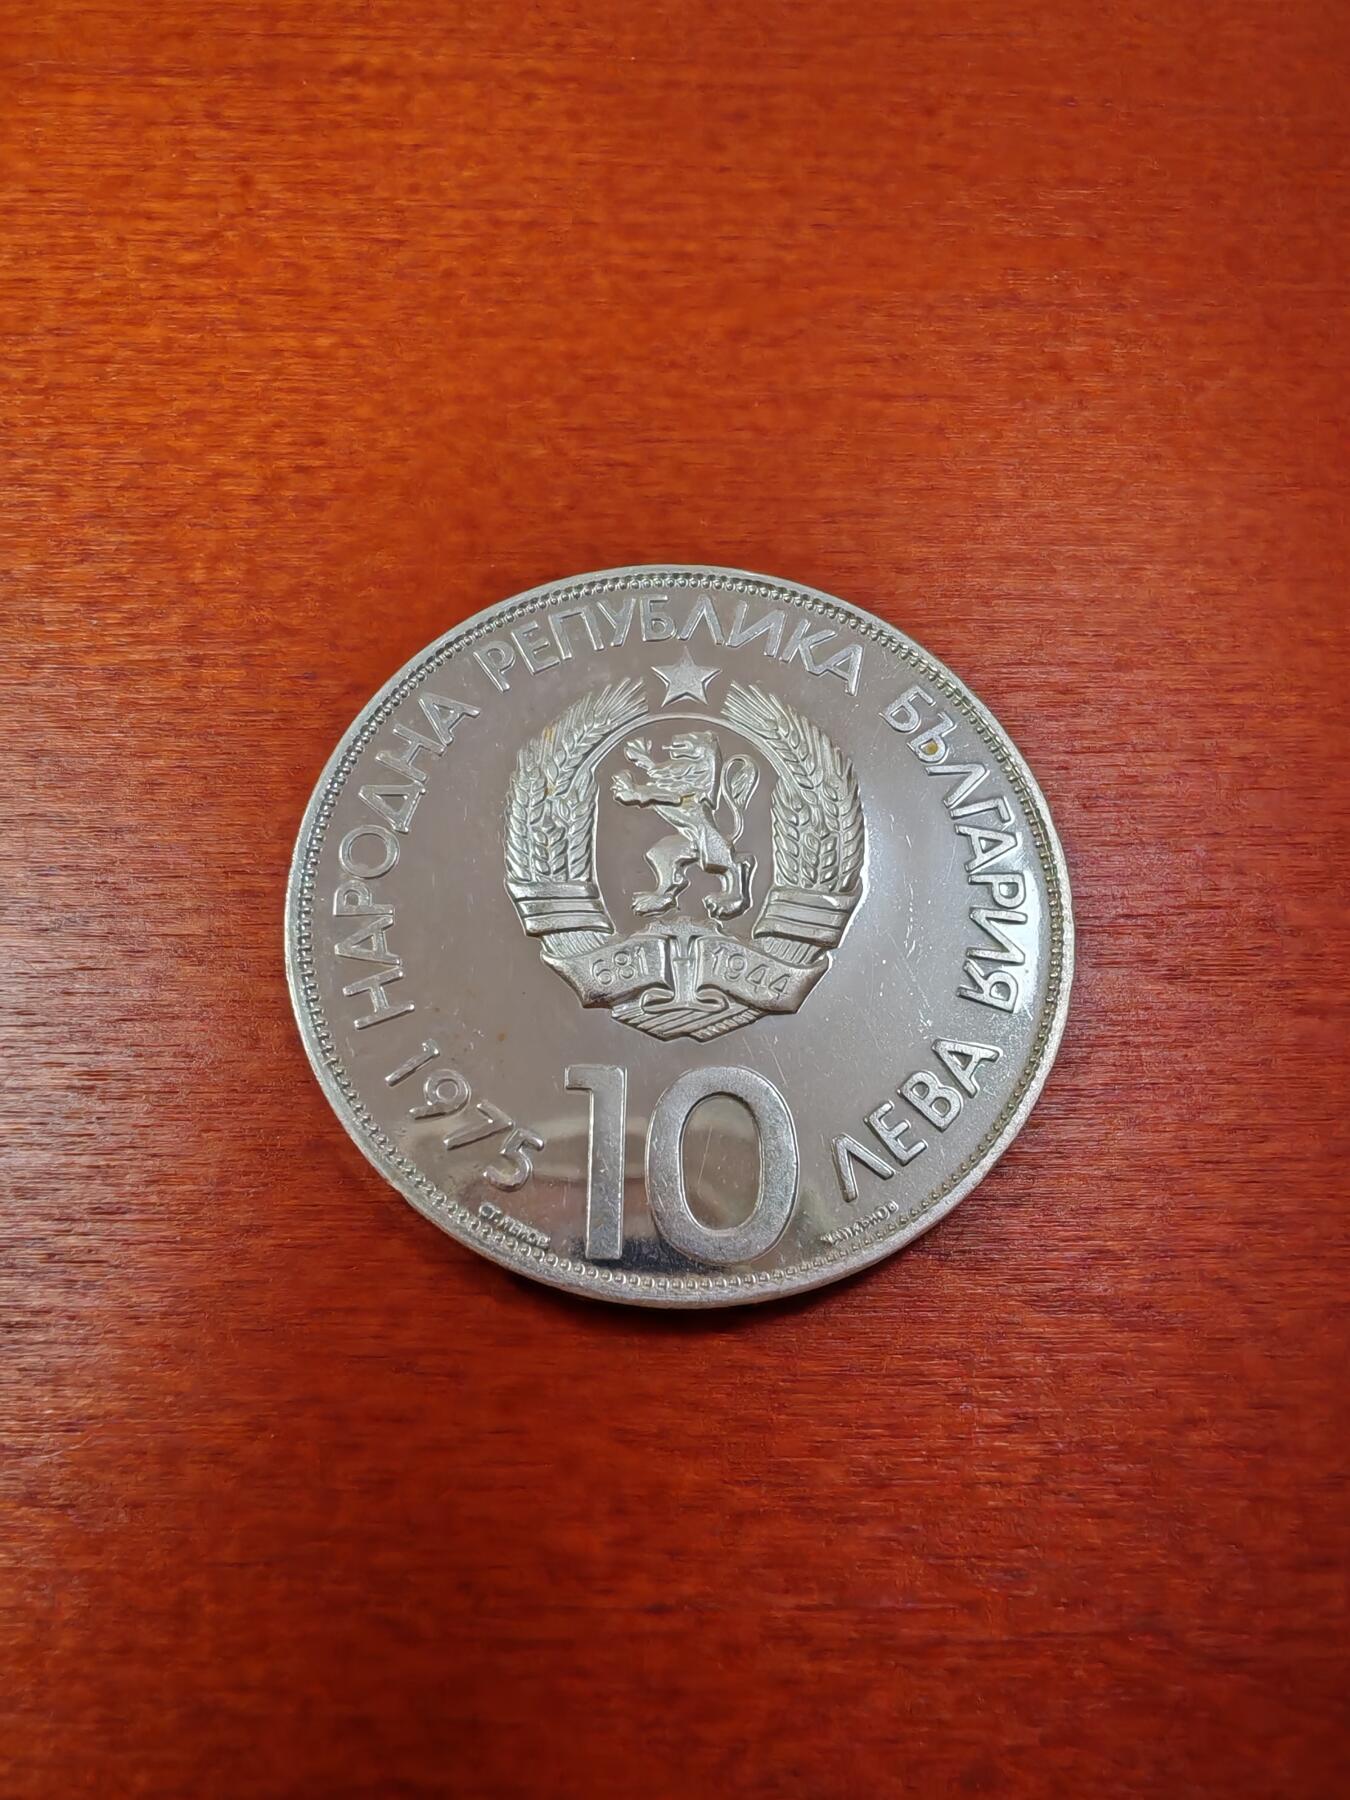 НАРОДНА РЕПУБЛИКА БЪЛГАРИЯ
681 1944
1975 10 ЛЕВА